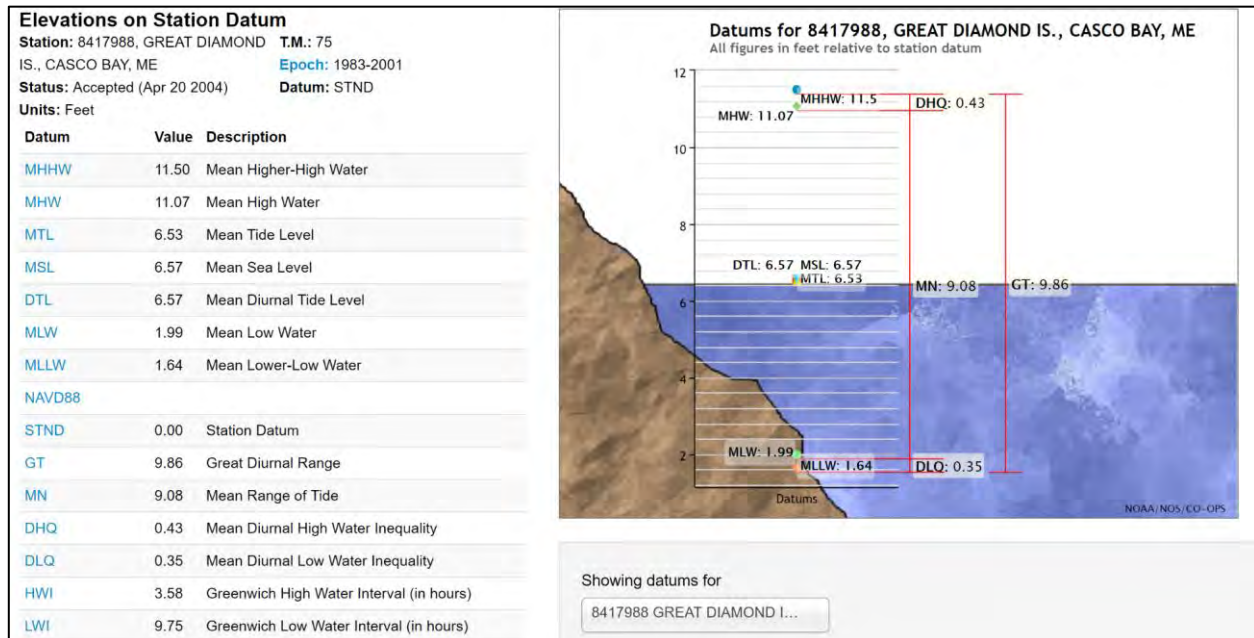 Elevations on Station Datum
Station: 8417988, GREAT DIAMOND IS., CASCO BAY, ME
T.M.: 75
Epoch: 1983-2001
Status: Accepted (Apr 20 2004)
Datum: STND
Units: Feet
Datum Value Description
MHHW 11.50 Mean Higher-High Water
MHW 11.07 Mean High Water
MTL 6.53 Mean Tide Level
MSL 6.57 Mean Sea Level
DTL 6.57 Mean Diurnal Tide Level
MLW 1.99 Mean Low Water
MLLW 1.64 Mean Lower-Low Water
NAVD88
STND 0.00 Station Datum
GT 9.86 Great Diurnal Range
MN 9.08 Mean Range of Tide
DHQ 0.43 Mean Diurnal High Water Inequality
DLQ 0.35 Mean Diurnal Low Water Inequality
HWI 3.58 Greenwich High Water Interval (in hours)
LWI 9.75 Greenwich Low Water Interval (in hours)
Datums for 8417988, GREAT DIAMOND IS., CASCO BAY, ME
All figures in feet relative to station datum
12
MHHW: 11.5 DHQ: 0.43
MHW: 11.07
10
8
DTL: 6.57 MSL: 6.57
MTL: 6.53
MN: 9.08 GT: 9.86
6
4
MLW: 1.99
2
MLLW: 1.64 DLQ: 0.35
Datums
NOAA/NOS/CO-OPS
Showing datums for
8417988 GREAT DIAMOND I...